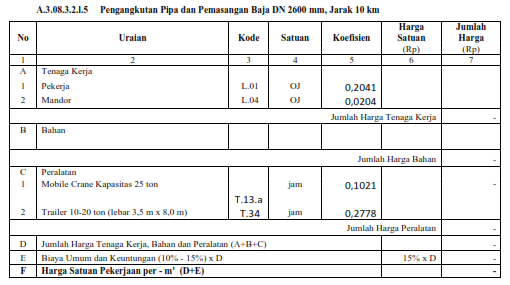 A.3.08.3.2.l.5 Pengangkutan Pipa dan Pemasangan Baja DN 2600 mm, Jarak 10 km
No Uraian Kode Satuan Koefisien Harga Satuan (Rp) Jumlah Harga (Rp)
1 2 3 4 5 6 7
A Tenaga Kerja
1 Pekerja L.01 OJ 0,2041
2 Mandor L.04 OJ 0,0204
Jumlah Harga Tenaga Kerja -
B Bahan
Jumlah Harga Bahan -
C Peralatan
1 Mobile Crane Kapasitas 25 ton jam 0,1021 -
T.13.a
2 Trailer 10-20 ton (lebar 3,5 m x 8,0 m) T.34 jam 0,2778
Jumlah Harga Peralatan -
D Jumlah Harga Tenaga Kerja, Bahan dan Peralatan (A+B+C) -
E Biaya Umum dan Keuntungan (10% - 15%) x D 15% x D -
F Harga Satuan Pekerjaan per - m' (D+E) -